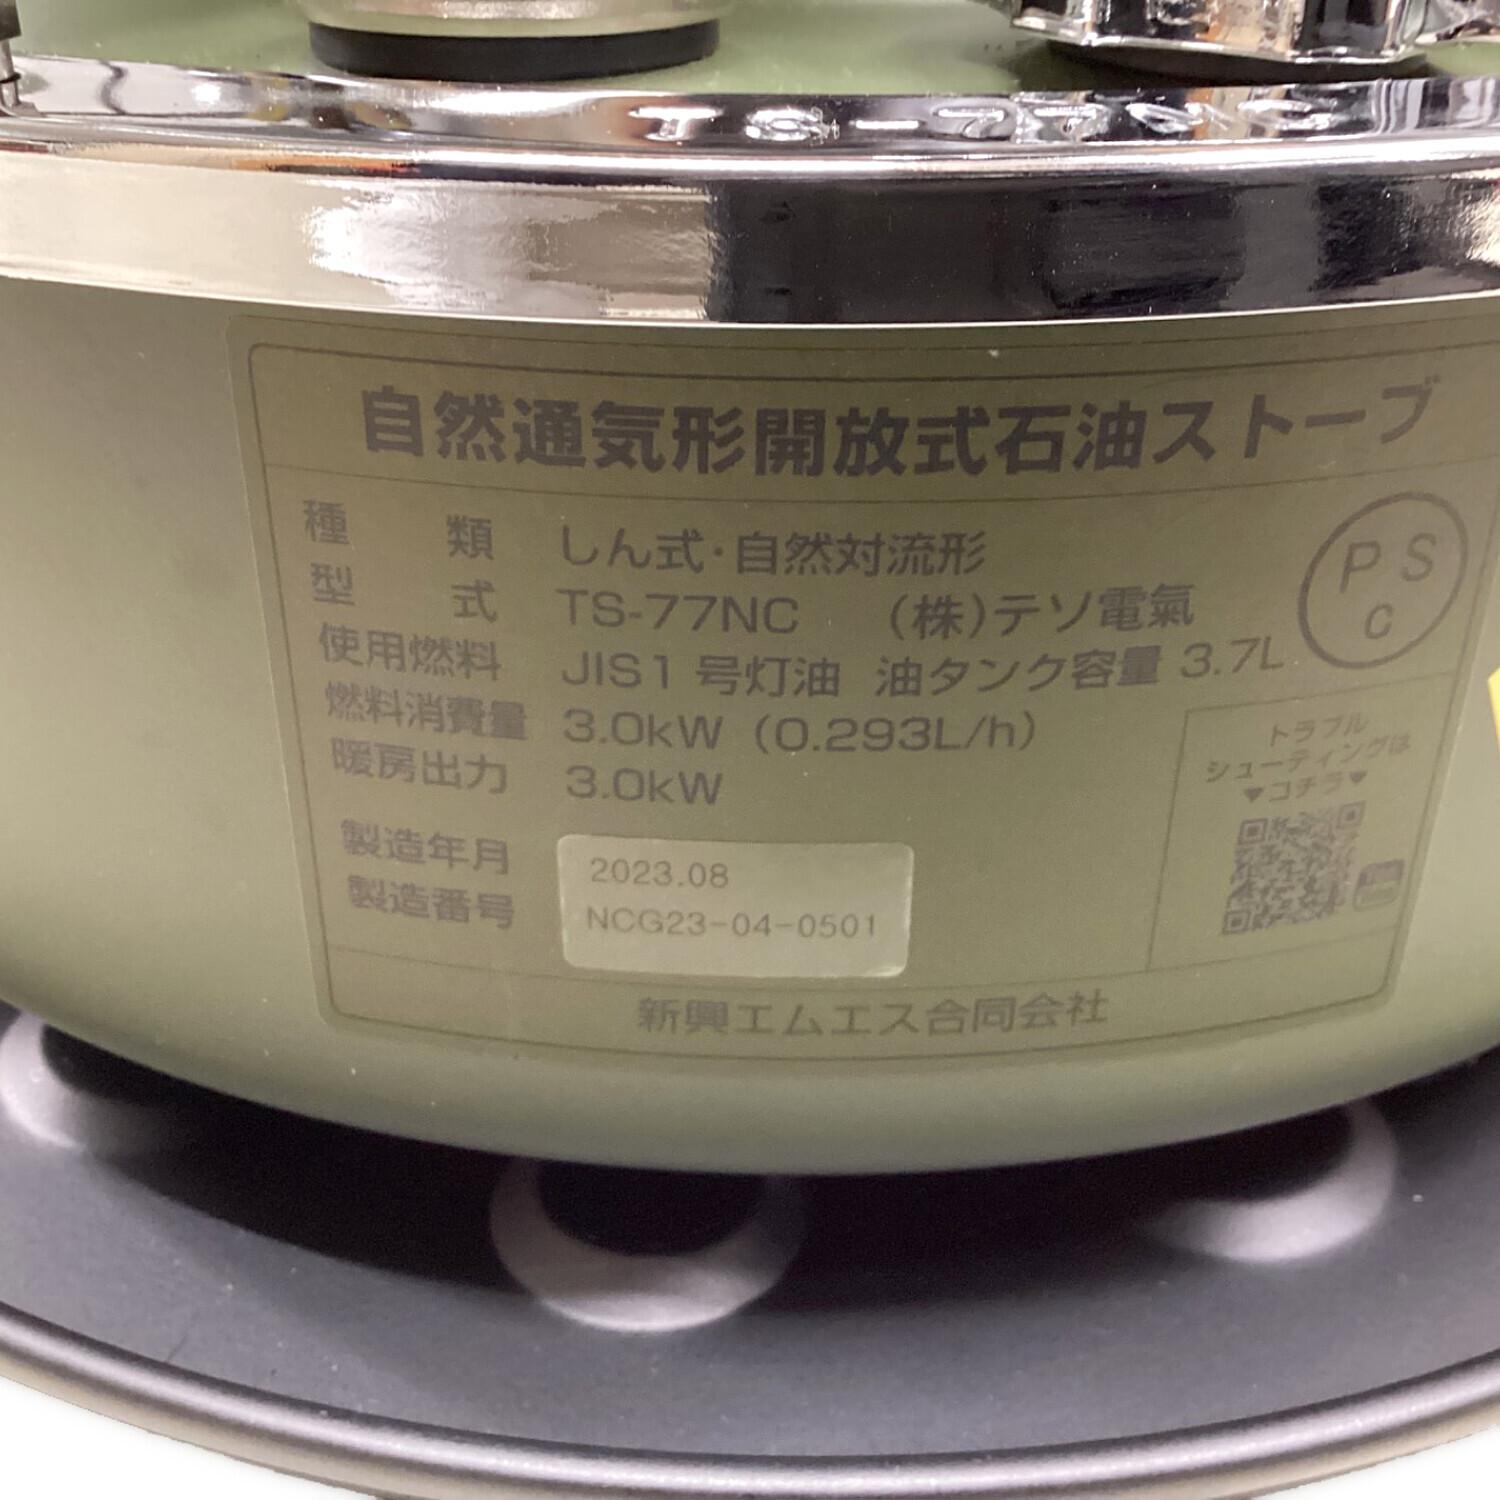 自然通気形開放式石油ストーブ
種類 しん式・自然対流形
型式 TS-77NC (株)テソ電氣
使用燃料 JIS1号灯油 油タンク容量 3.7L
燃料消費量 3.0kW (0.293L/h)
暖房出力 3.0kW
PS
C
トラブル
シューティングは
▼コチラ▼
製造年月 2023.08
製造番号 NCG23-04-0501
新興エムエス合同会社